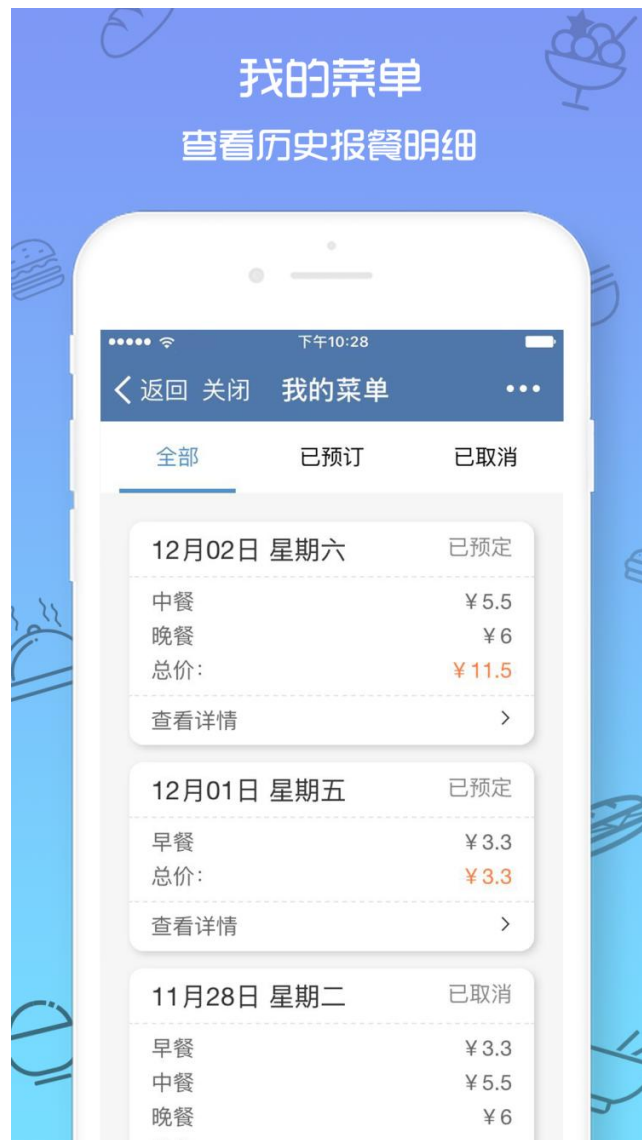 我的菜单
查看历史报餐明细
下午10:28
返回 关闭 我的菜单
全部 已预订 已取消
12月02日 星期六 已预定
中餐 ¥5.5
晚餐 ¥6
总价: ¥11.5
查看详情
12月01日 星期五 已预定
早餐 ¥3.3
总价: ¥3.3
查看详情
11月28日 星期二 已取消
早餐 ¥3.3
中餐 ¥5.5
晚餐 ¥6